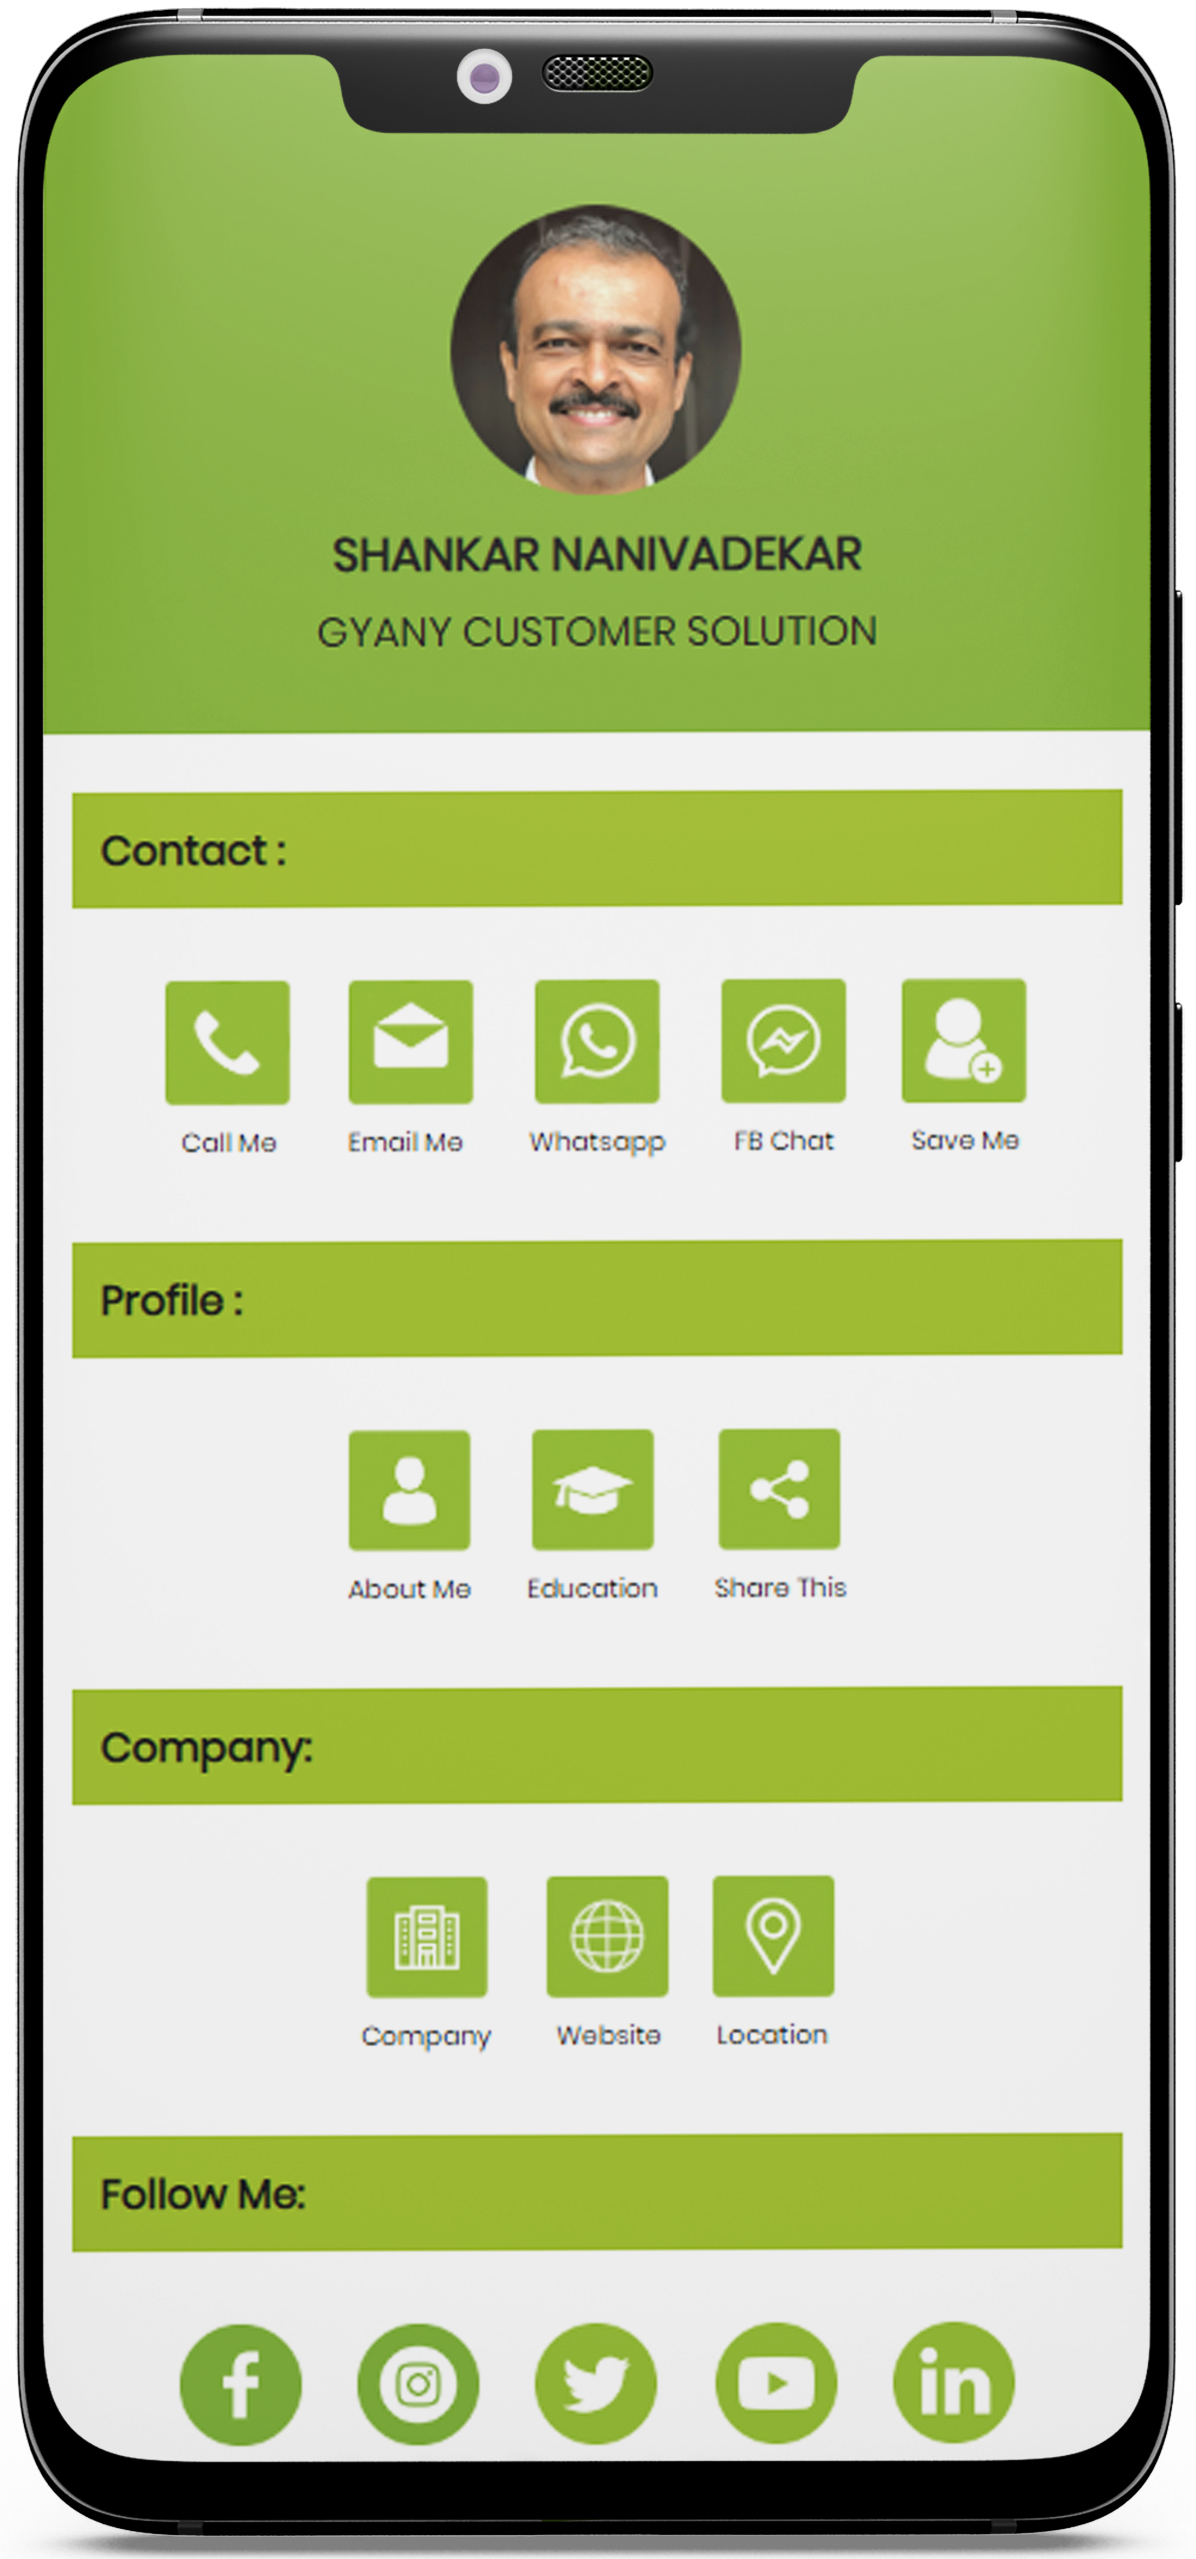 SHANKAR NANIVADEKAR
GYANY CUSTOMER SOLUTION
Contact :
Call Me Email Me Whatsapp FB Chat Save Me
Profile :
About Me Education Share This
Company:
Company Website Location
Follow Me: